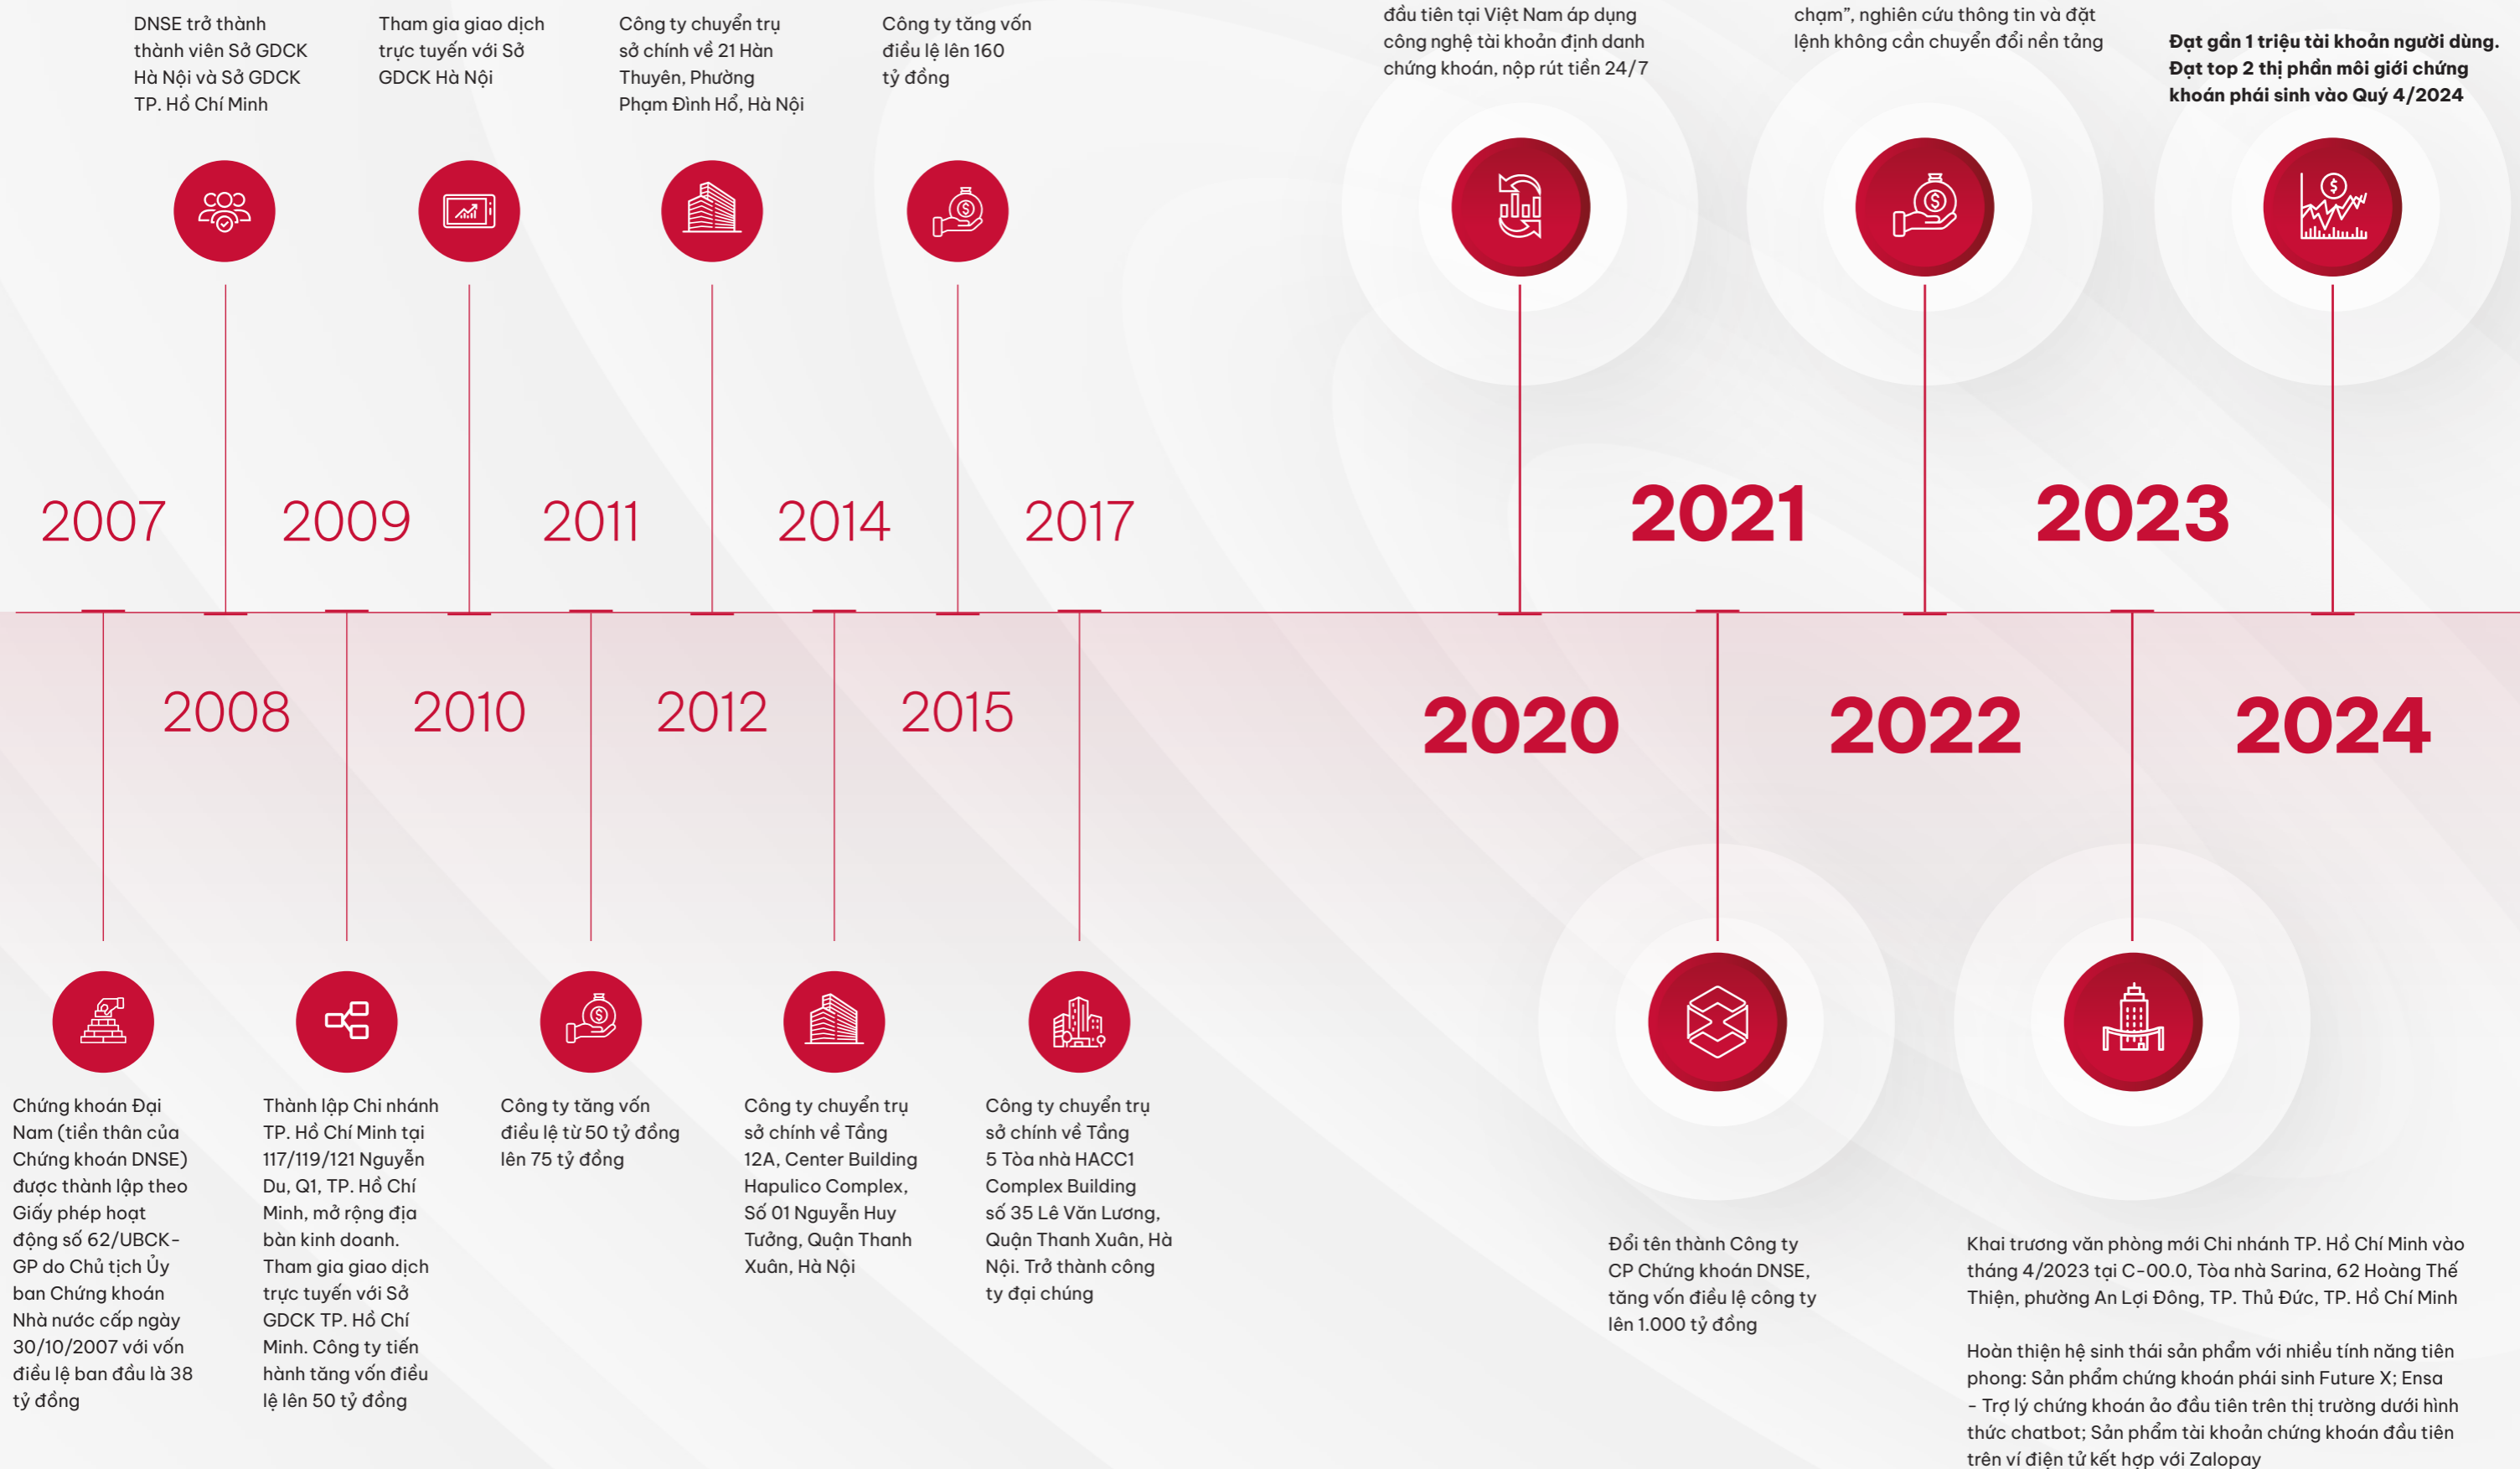 DNSE trở thành
thành viên Sở GDCK
Hà Nội và Sở GDCK
TP. Hồ Chí Minh
Tham gia giao dịch
trực tuyến với Sở
GDCK Hà Nội
Công ty chuyển trụ
sở chính về 21 Hàn
Thuyên, Phường
Phạm Đình Hổ, Hà Nội
Công ty tăng vốn
điều lệ lên 160
tỷ đồng
đầu tiên tại Việt Nam áp dụng
công nghệ tài khoản định danh
chứng khoán, nộp rút tiền 24/7
chạm”, nghiên cứu thông tin và đặt
lệnh không cần chuyển đổi nền tảng
Đạt gần 1 triệu tài khoản người dùng.
Đạt top 2 thị phần môi giới chứng
khoán phái sinh vào Quý 4/2024
2007
2009
2011
2014
2017
2021
2023
2008
2010
2012
2015
2020
2022
2024
Chứng khoán Đại
Nam (tiền thân của
Chứng khoán DNSE)
được thành lập theo
Giấy phép hoạt
động số 62/UBCK-
GP do Chủ tịch Ủy
ban Chứng khoán
Nhà nước cấp ngày
30/10/2007 với vốn
điều lệ ban đầu là 38
tỷ đồng
Thành lập Chi nhánh
TP. Hồ Chí Minh tại
117/119/121 Nguyễn
Du, Q1, TP. Hồ Chí
Minh, mở rộng địa
bàn kinh doanh.
Tham gia giao dịch
trực tuyến với Sở
GDCK TP. Hồ Chí
Minh. Công ty tiến
hành tăng vốn điều
lệ lên 50 tỷ đồng
Công ty tăng vốn
điều lệ từ 50 tỷ đồng
lên 75 tỷ đồng
Công ty chuyển trụ
sở chính về Tầng
12A, Center Building
Hapulico Complex,
Số 01 Nguyễn Huy
Tưởng, Quận Thanh
Xuân, Hà Nội
Công ty chuyển trụ
sở chính về Tầng
5 Tòa nhà HACC1
Complex Building
số 35 Lê Văn Lương,
Quận Thanh Xuân, Hà
Nội. Trở thành công
ty đại chúng
Đổi tên thành Công ty
CP Chứng khoán DNSE,
tăng vốn điều lệ công ty
lên 1.000 tỷ đồng
Khai trương văn phòng mới Chi nhánh TP. Hồ Chí Minh vào
tháng 4/2023 tại C-00.0, Tòa nhà Sarina, 62 Hoàng Thế
Thiện, phường An Lợi Đông, TP. Thủ Đức, TP. Hồ Chí Minh
Hoàn thiện hệ sinh thái sản phẩm với nhiều tính năng tiên
phong: Sản phẩm chứng khoán phái sinh Future X; Ensa
- Trợ lý chứng khoán ảo đầu tiên trên thị trường dưới hình
thức chatbot; Sản phẩm tài khoản chứng khoán đầu tiên
trên ví điện tử kết hợp với Zalopay